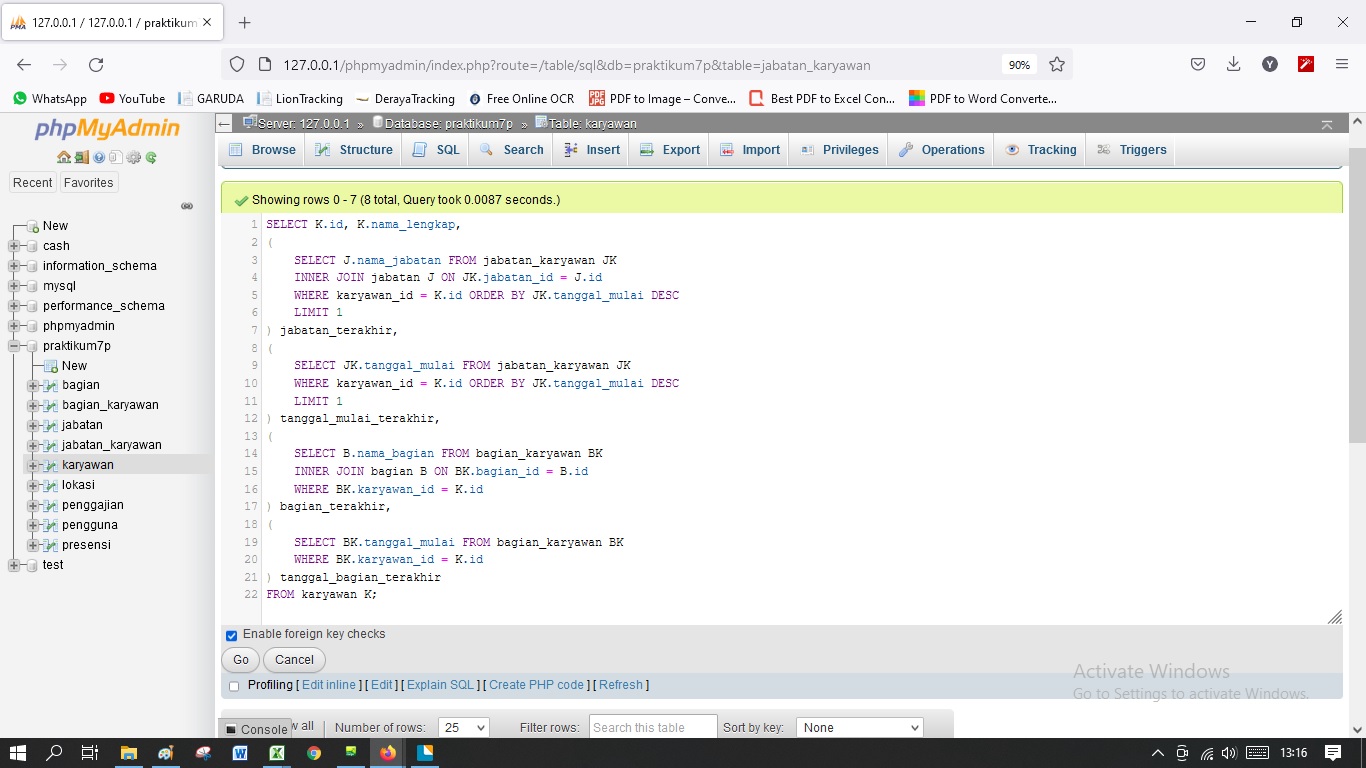 127.0.0.1 / 127.0.0.1 / praktikum
127.0.0.1/phpmyadmin/index.php?route=/table/sql&db=praktikum7p&table=jabatan_karyawan
90%
Y
WhatsApp YouTube GARUDA LionTracking DerayaTracking Free Online OCR PDF to Image – Conve... Best PDF to Excel Con... PDF to Word Converte...
phpMyAdmin
Recent Favorites
New
cash
information_schema
mysql
performance_schema
phpmyadmin
praktikum7p
New
bagian
bagian_karyawan
jabatan
jabatan_karyawan
karyawan
lokasi
penggajian
pengguna
presensi
test
Server: 127.0.0.1 » Database: praktikum7p » Table: karyawan
Browse Structure SQL Search Insert Export Import Privileges Operations Tracking Triggers
Showing rows 0 - 7 (8 total, Query took 0.0087 seconds.)
1 SELECT K.id, K.nama_lengkap,
2 (
3 SELECT J.nama_jabatan FROM jabatan_karyawan JK
4 INNER JOIN jabatan J ON JK.jabatan_id = J.id
5 WHERE karyawan_id = K.id ORDER BY JK.tanggal_mulai DESC
6 LIMIT 1
7 ) jabatan_terakhir,
8 (
9 SELECT JK.tanggal_mulai FROM jabatan_karyawan JK
10 WHERE karyawan_id = K.id ORDER BY JK.tanggal_mulai DESC
11 LIMIT 1
12 ) tanggal_mulai_terakhir,
13 (
14 SELECT B.nama_bagian FROM bagian_karyawan BK
15 INNER JOIN bagian B ON BK.bagian_id = B.id
16 WHERE BK.karyawan_id = K.id
17 ) bagian_terakhir,
18 (
19 SELECT BK.tanggal_mulai FROM bagian_karyawan BK
20 WHERE BK.karyawan_id = K.id
21 ) tanggal_bagian_terakhir
22 FROM karyawan K;
Enable foreign key checks
Go Cancel
Profiling [ Edit inline ] [ Edit ] [ Explain SQL ] [ Create PHP code ] [ Refresh ]
Activate Windows
Go to Settings to activate Windows.
Console w all Number of rows: 25 Filter rows: Search this table Sort by key: None
13:16